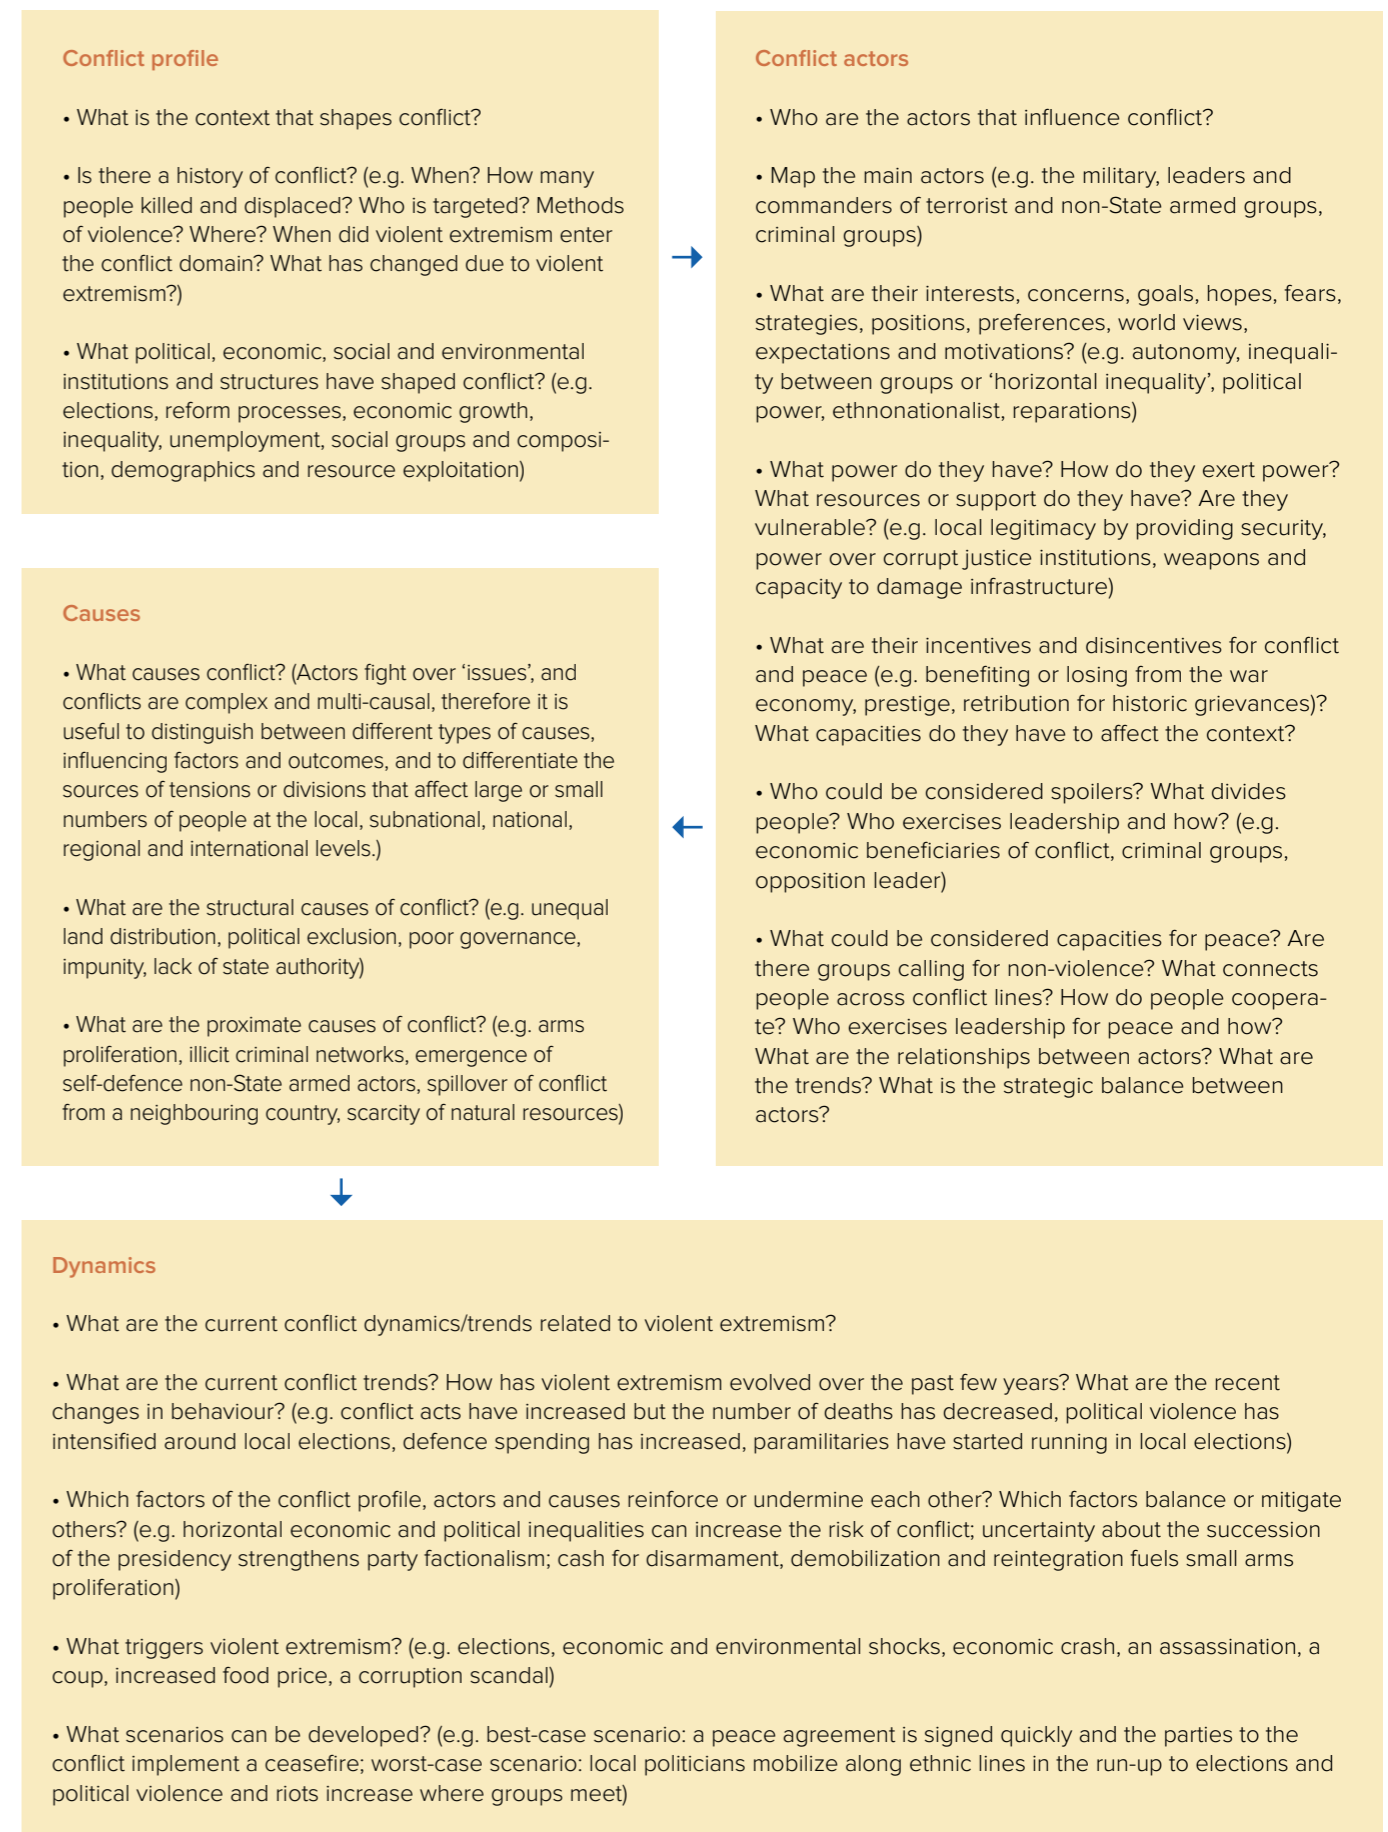 Conflict profile
• What is the context that shapes conflict?
• Is there a history of conflict? (e.g. When? How many
people killed and displaced? Who is targeted? Methods
of violence? Where? When did violent extremism enter
the conflict domain? What has changed due to violent
extremism?)
• What political, economic, social and environmental
institutions and structures have shaped conflict? (e.g.
elections, reform processes, economic growth,
inequality, unemployment, social groups and composi-
tion, demographics and resource exploitation)
Conflict actors
• Who are the actors that influence conflict?
• Map the main actors (e.g. the military, leaders and
commanders of terrorist and non-State armed groups,
criminal groups)
• What are their interests, concerns, goals, hopes, fears,
strategies, positions, preferences, world views,
expectations and motivations? (e.g. autonomy, inequali-
ty between groups or ‘horizontal inequality’, political
power, ethnonationalist, reparations)
• What power do they have? How do they exert power?
What resources or support do they have? Are they
vulnerable? (e.g. local legitimacy by providing security,
power over corrupt justice institutions, weapons and
capacity to damage infrastructure)
• What are their incentives and disincentives for conflict
and peace (e.g. benefiting or losing from the war
economy, prestige, retribution for historic grievances)?
What capacities do they have to affect the context?
• Who could be considered spoilers? What divides
people? Who exercises leadership and how? (e.g.
economic beneficiaries of conflict, criminal groups,
opposition leader)
• What could be considered capacities for peace? Are
there groups calling for non-violence? What connects
people across conflict lines? How do people coopera-
te? Who exercises leadership for peace and how?
What are the relationships between actors? What are
the trends? What is the strategic balance between
actors?
Causes
• What causes conflict? (Actors fight over ‘issues’, and
conflicts are complex and multi-causal, therefore it is
useful to distinguish between different types of causes,
influencing factors and outcomes, and to differentiate the
sources of tensions or divisions that affect large or small
numbers of people at the local, subnational, national,
regional and international levels.)
• What are the structural causes of conflict? (e.g. unequal
land distribution, political exclusion, poor governance,
impunity, lack of state authority)
• What are the proximate causes of conflict? (e.g. arms
proliferation, illicit criminal networks, emergence of
self-defence non-State armed actors, spillover of conflict
from a neighbouring country, scarcity of natural resources)
Dynamics
• What are the current conflict dynamics/trends related to violent extremism?
• What are the current conflict trends? How has violent extremism evolved over the past few years? What are the recent
changes in behaviour? (e.g. conflict acts have increased but the number of deaths has decreased, political violence has
intensified around local elections, defence spending has increased, paramilitaries have started running in local elections)
• Which factors of the conflict profile, actors and causes reinforce or undermine each other? Which factors balance or mitigate
others? (e.g. horizontal economic and political inequalities can increase the risk of conflict; uncertainty about the succession
of the presidency strengthens party factionalism; cash for disarmament, demobilization and reintegration fuels small arms
proliferation)
• What triggers violent extremism? (e.g. elections, economic and environmental shocks, economic crash, an assassination, a
coup, increased food price, a corruption scandal)
• What scenarios can be developed? (e.g. best-case scenario: a peace agreement is signed quickly and the parties to the
conflict implement a ceasefire; worst-case scenario: local politicians mobilize along ethnic lines in the run-up to elections and
political violence and riots increase where groups meet)